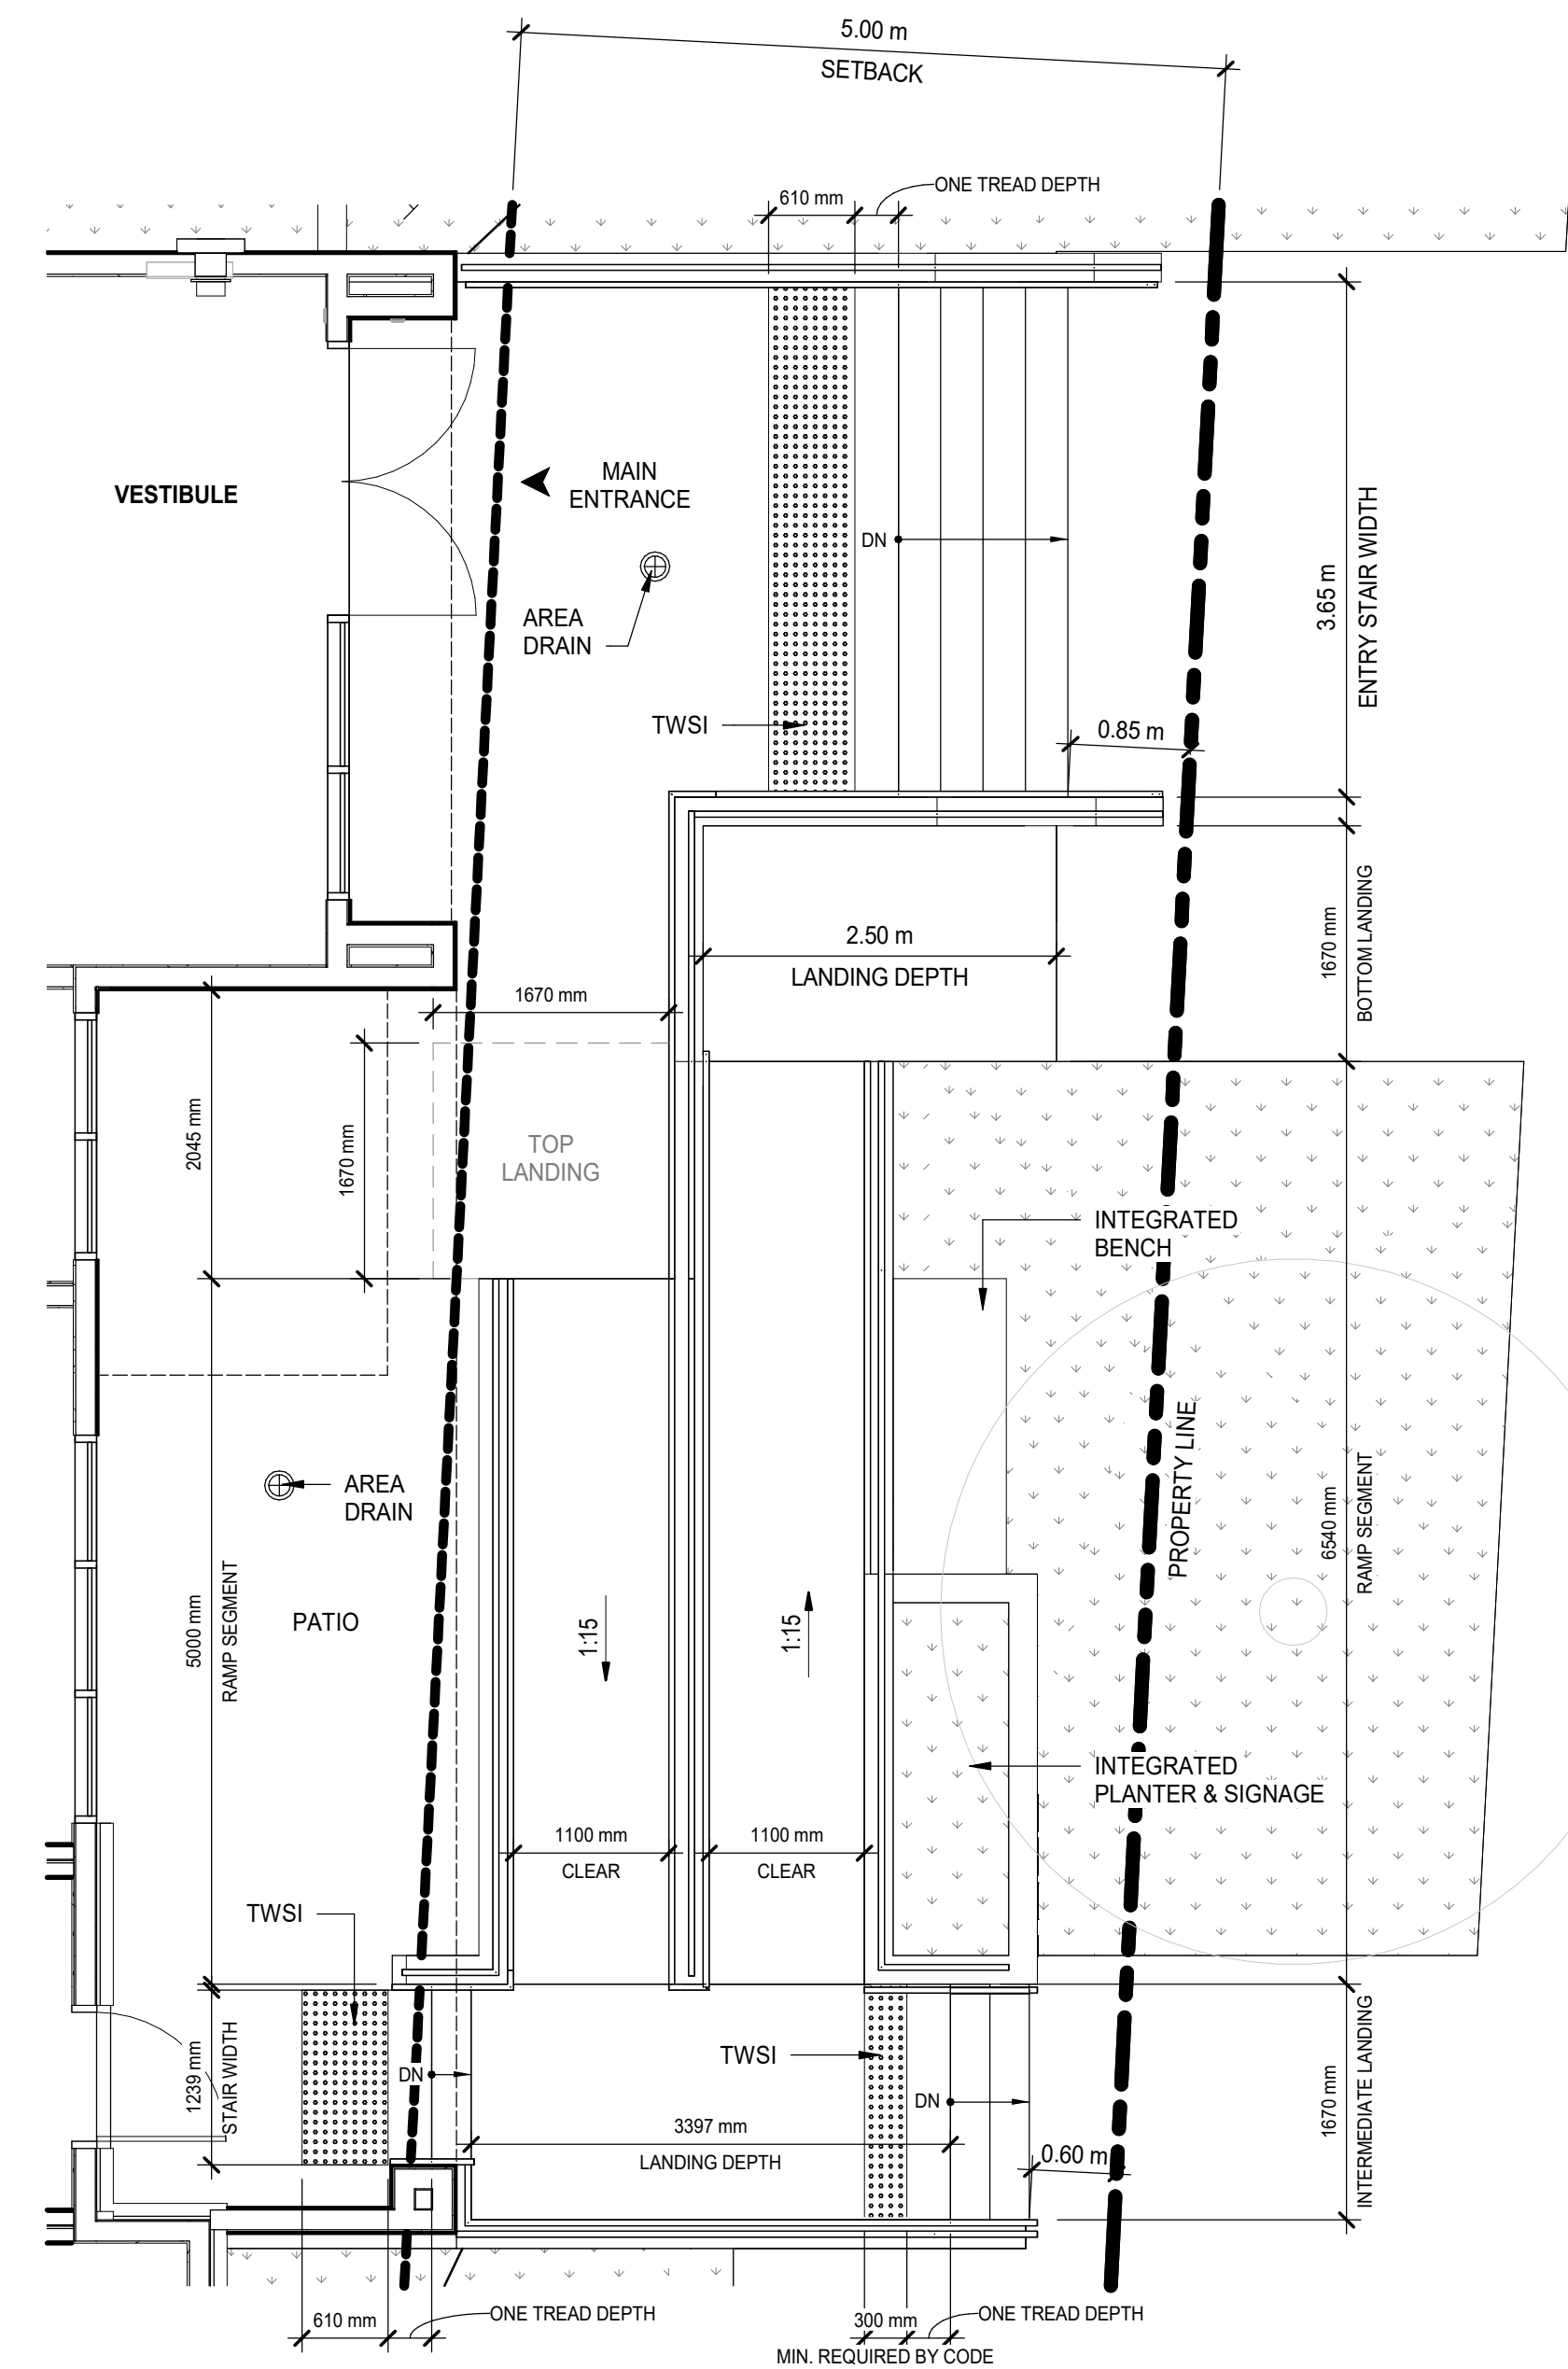 5.00 m
SETBACK
610 mm
ONE TREAD DEPTH
VESTIBULE
MAIN
ENTRANCE
DN
AREA
DRAIN
3.65 m
ENTRY STAIR WIDTH
TWSI
0.85 m
2.50 m
LANDING DEPTH
1670 mm
BOTTOM LANDING
1670 mm
2045 mm
1670 mm
TOP
LANDING
INTEGRATED
BENCH
PROPERTY LINE
AREA
DRAIN
6540 mm
RAMP SEGMENT
5000 mm
RAMP SEGMENT
PATIO
1:15
1:15
INTEGRATED
PLANTER & SIGNAGE
1100 mm
CLEAR
1100 mm
CLEAR
TWSI
1239 mm
STAIR WIDTH
TWSI
DN
DN
3397 mm
LANDING DEPTH
0.60 m
1670 mm
INTERMEDIATE LANDING
610 mm
ONE TREAD DEPTH
300 mm
ONE TREAD DEPTH
MIN. REQUIRED BY CODE